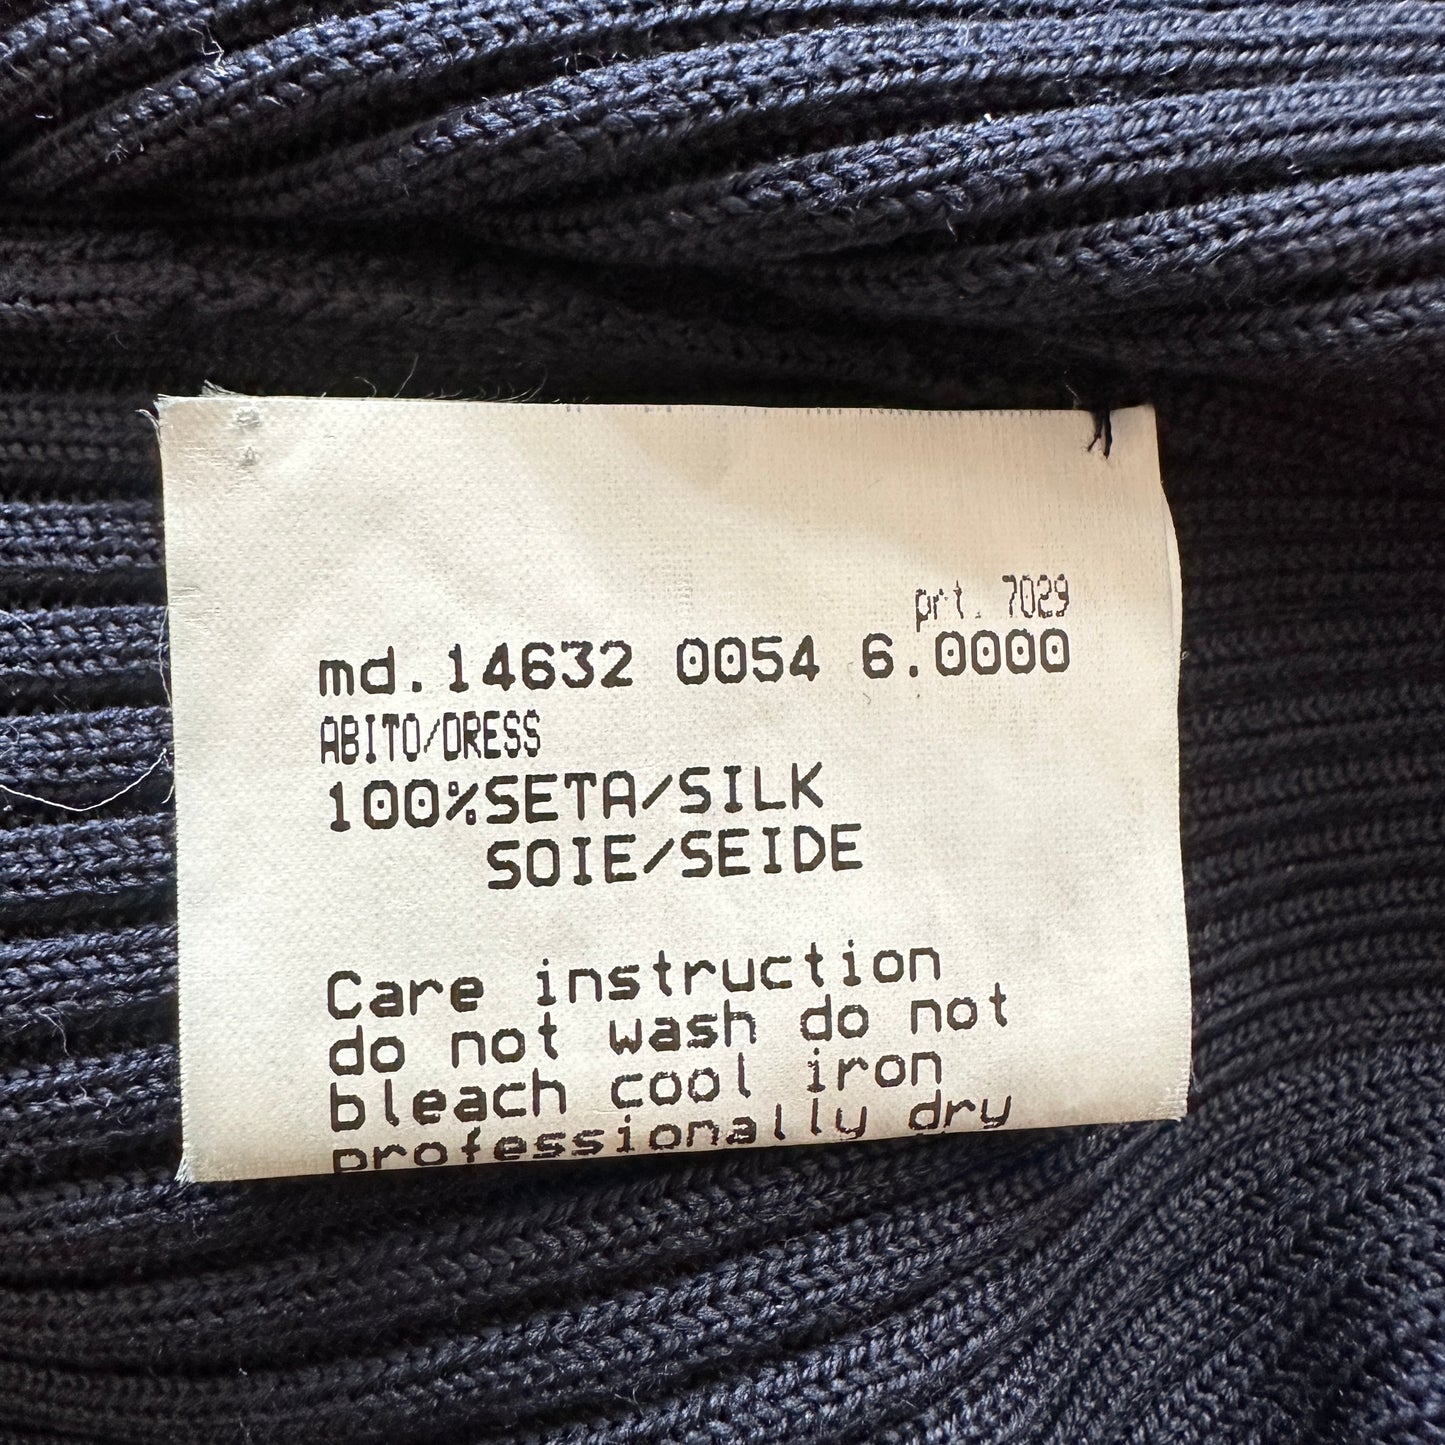 prt. 7029
md.14632 0054 6.0000
ABITO/DRESS
100%SETA/SILK
SOIE/SEIDE
Care instruction
do not wash do not
bleach cool iron
professionally dry